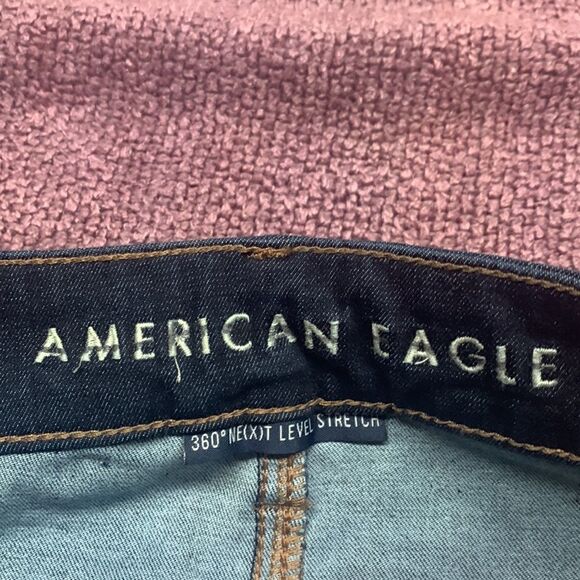 AMERICAN EAGLE
360° NE(X)T LEVEL STRETCH